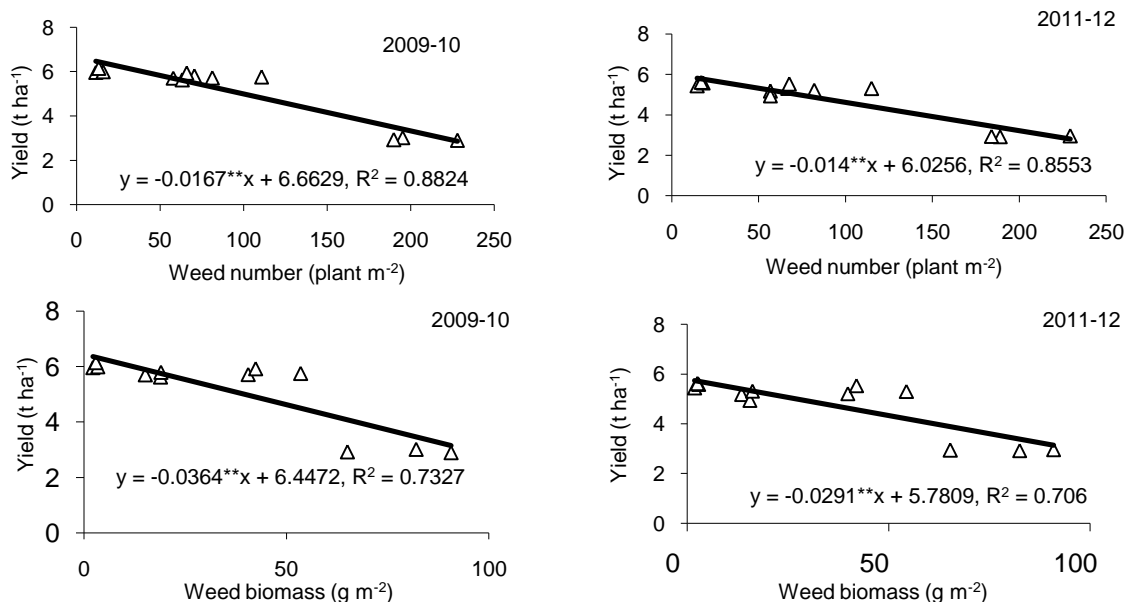 2009-10
Yield (t ha⁻¹)
8
6
4
2
0
y = -0.0167**x + 6.6629, R² = 0.8824
0 50 100 150 200 250
Weed number (plant m⁻²)
2011-12
Yield (t ha⁻¹)
8
6
4
2
0
y = -0.014**x + 6.0256, R² = 0.8553
0 50 100 150 200 250
Weed number (plant m⁻²)
2009-10
Yield (t ha⁻¹)
8
6
4
2
0
y = -0.0364**x + 6.4472, R² = 0.7327
0 50 100
Weed biomass (g m⁻²)
2011-12
Yield (t ha⁻¹)
8
6
4
2
0
y = -0.0291**x + 5.7809, R² = 0.706
0 50 100
Weed biomass (g m⁻²)